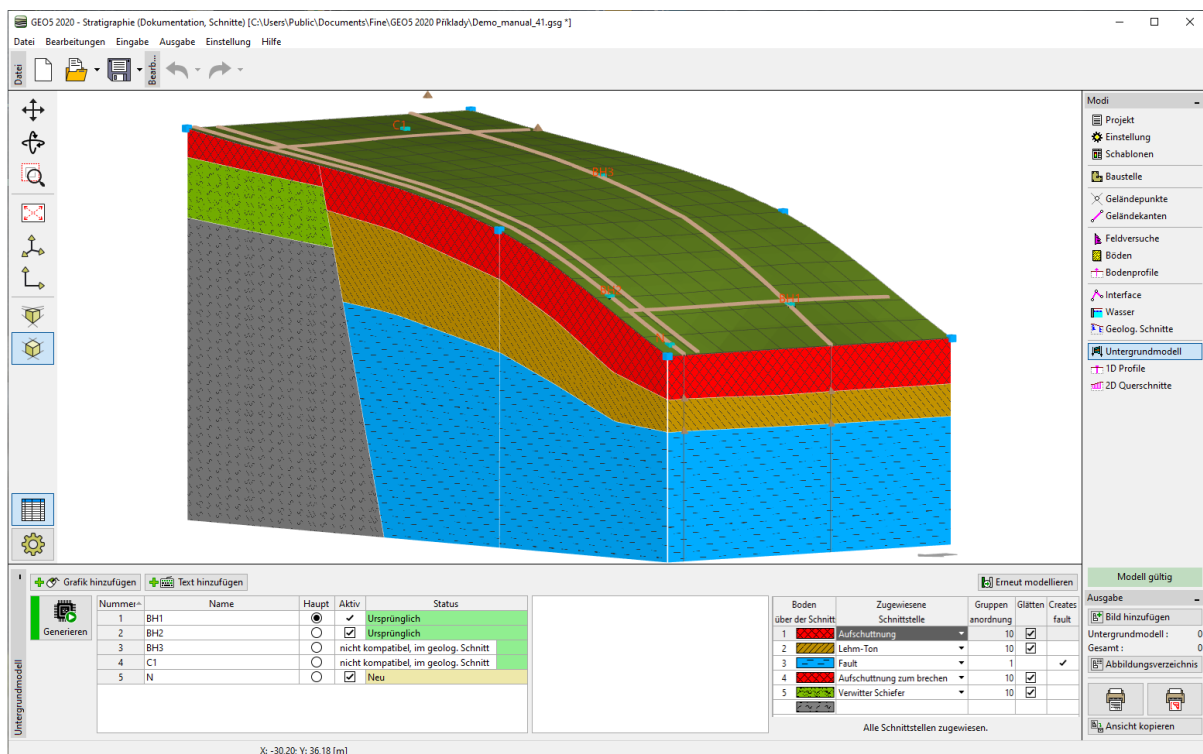 GEO5 2020 - Stratigraphie (Dokumentation, Schnitte) [C:\Users\Public\Documents\Fine\GEO5 2020 Příklady\Demo_manual_41.gsg *]
Datei Bearbeitungen Eingabe Ausgabe Einstellung Hilfe
Datei
Bearb...
Modi
Projekt
Einstellung
Schablonen
Baustelle
Geländepunkte
Geländekanten
Feldversuche
Böden
Bodenprofile
Interface
Wasser
Geolog. Schnitte
Untergrundmodell
1D Profile
2D Querschnitte
C1
BH3
BH2
BH1
Untergrundmodell
Grafik hinzufügen Text hinzufügen
Erneut modellieren
Generieren
Nummer Name Haupt Aktiv Status
1 BH1 Ursprünglich
2 BH2 Ursprünglich
3 BH3 nicht kompatibel, im geolog. Schnitt
4 C1 nicht kompatibel, im geolog. Schnitt
5 N Neu
Boden Zugewiesene Gruppen Glätten Creates
über der Schnitt Schnittstelle anordnung fault
1 Aufschuttnung 10
2 Lehm-Ton 10
3 Fault 1
4 Aufschuttnung zum brechen 10
5 Verwitter Schiefer 10
Alle Schnittstellen zugewiesen.
Modell gültig
Ausgabe
Bild hinzufügen
Untergrundmodell : 0
Gesamt : 0
Abbildungsverzeichnis
Ansicht kopieren
X: -30.20; Y: 36.18 [m]